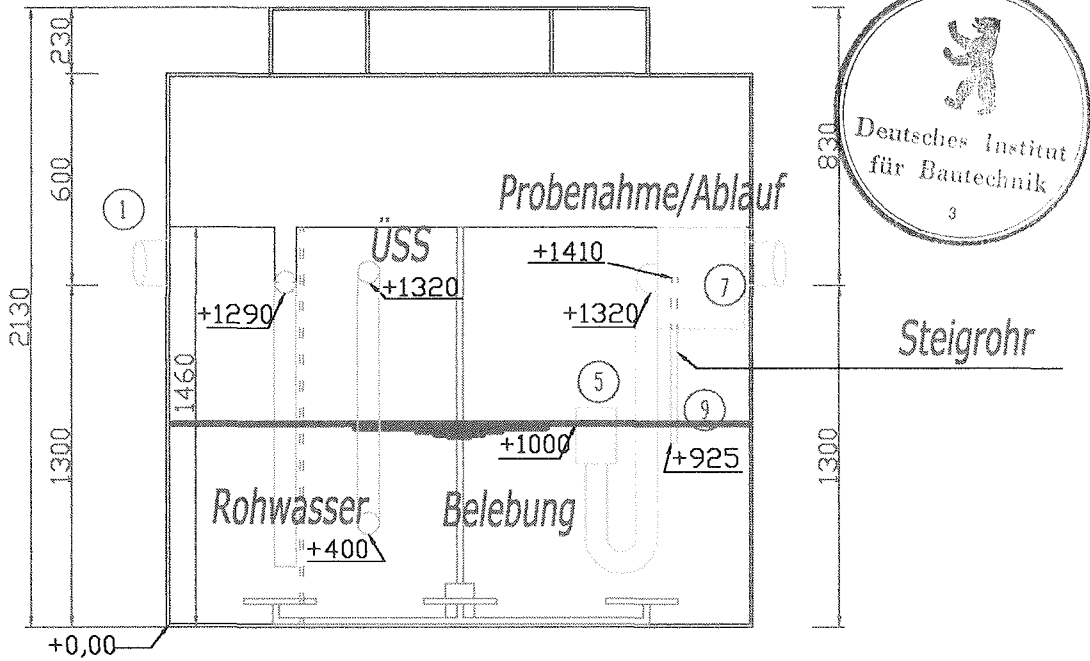 230
600
1300
2130
1
1460
+1290
ÜSS
+1320
Probenahme/Ablauf
+1410
+1320
7
5
9
+1000
+925
Rohwasser
Belebung
+400
+0,00
830
1300
Steigrohr
Deutsches Institut
für Bautechnik
3